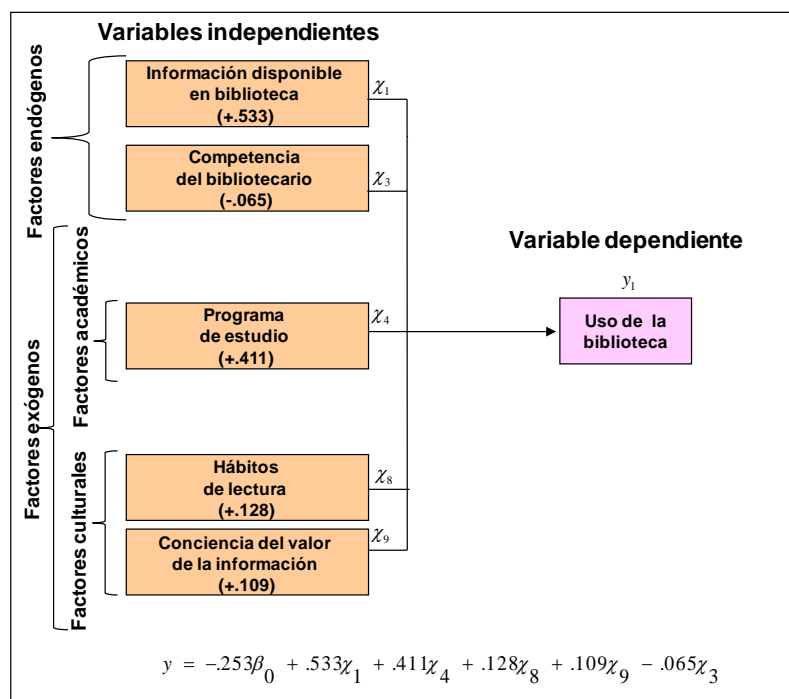 Variables independientes
Factores endógenos
Información disponible
en biblioteca
(+.533)
χ1
Competencia
del bibliotecario
(-.065)
χ3
Factores exógenos
Factores académicos
Programa
de estudio
(+.411)
χ4
Factores culturales
Hábitos
de lectura
(+.128)
χ8
Conciencia del valor
de la información
(+.109)
χ9
Variable dependiente
y1
Uso de la
biblioteca
y = −.253β0 + .533χ1 + .411χ4 + .128χ8 + .109χ9 − .065χ3